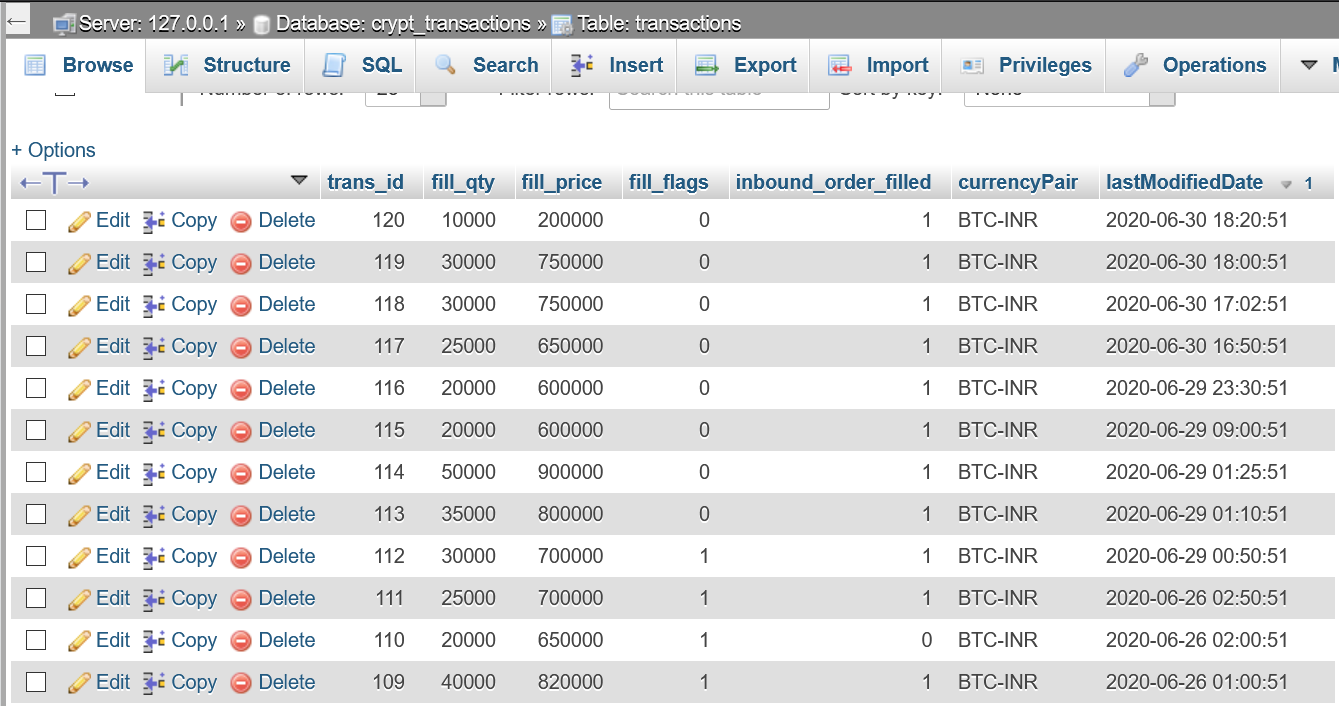 Server: 127.0.0.1 » Database: crypt_transactions » Table: transactions
Browse Structure SQL Search Insert Export Import Privileges Operations
Number of rows: 25 Filter rows: Search this table Sort by key: None
+ Options
trans_id fill_qty fill_price fill_flags inbound_order_filled currencyPair lastModifiedDate 1
Edit Copy Delete 120 10000 200000 0 1 BTC-INR 2020-06-30 18:20:51
Edit Copy Delete 119 30000 750000 0 1 BTC-INR 2020-06-30 18:00:51
Edit Copy Delete 118 30000 750000 0 1 BTC-INR 2020-06-30 17:02:51
Edit Copy Delete 117 25000 650000 0 1 BTC-INR 2020-06-30 16:50:51
Edit Copy Delete 116 20000 600000 0 1 BTC-INR 2020-06-29 23:30:51
Edit Copy Delete 115 20000 600000 0 1 BTC-INR 2020-06-29 09:00:51
Edit Copy Delete 114 50000 900000 0 1 BTC-INR 2020-06-29 01:25:51
Edit Copy Delete 113 35000 800000 0 1 BTC-INR 2020-06-29 01:10:51
Edit Copy Delete 112 30000 700000 1 1 BTC-INR 2020-06-29 00:50:51
Edit Copy Delete 111 25000 700000 1 1 BTC-INR 2020-06-26 02:50:51
Edit Copy Delete 110 20000 650000 1 0 BTC-INR 2020-06-26 02:00:51
Edit Copy Delete 109 40000 820000 1 1 BTC-INR 2020-06-26 01:00:51